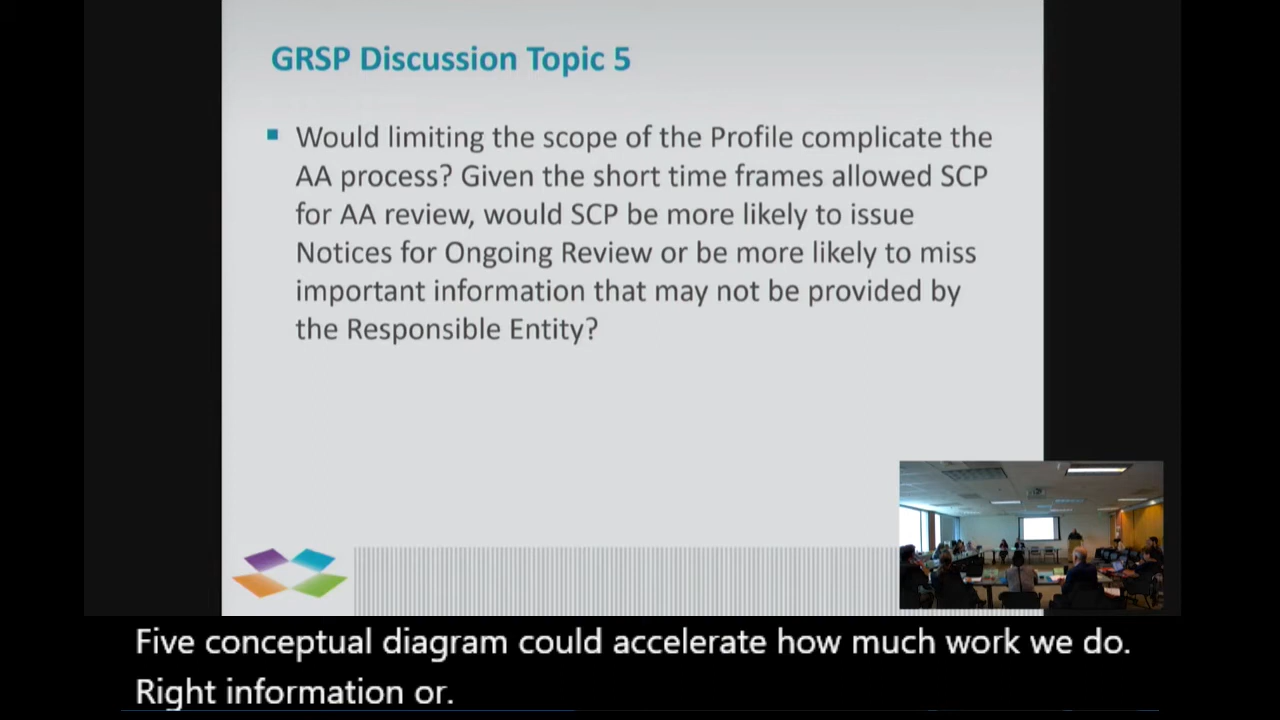 GRSP Discussion Topic 5
Would limiting the scope of the Profile complicate the
AA process? Given the short time frames allowed SCP
for AA review, would SCP be more likely to issue
Notices for Ongoing Review or be more likely to miss
important information that may not be provided by
the Responsible Entity?
Five conceptual diagram could accelerate how much work we do.
Right information or.